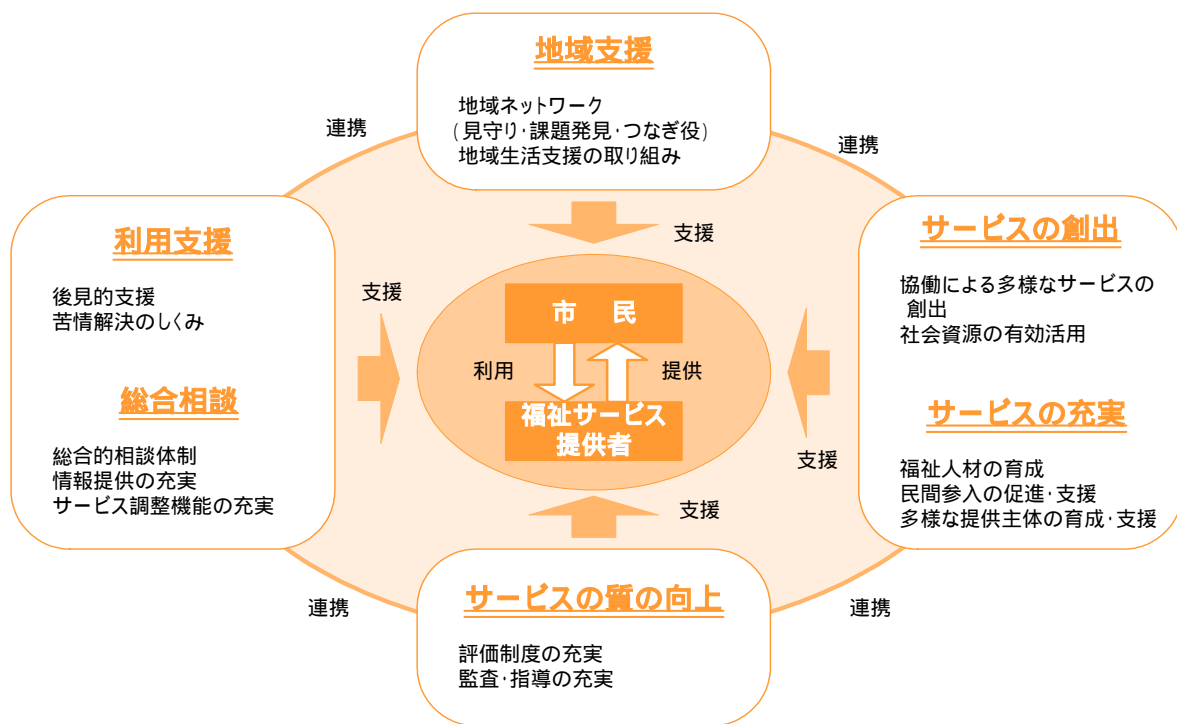 地域支援
地域ネットワーク
(見守り・課題発見・つなぎ役)
地域生活支援の取り組み
連携
連携
利用支援
後見的支援
苦情解決のしくみ
総合相談
総合的相談体制
情報提供の充実
サービス調整機能の充実
支援
支援
市 民
利用
提供
福祉サービス
提供者
サービスの創出
協働による多様なサービスの
創出
社会資源の有効活用
サービスの充実
福祉人材の育成
民間参入の促進・支援
多様な提供主体の育成・支援
支援
支援
連携
連携
サービスの質の向上
評価制度の充実
監査・指導の充実